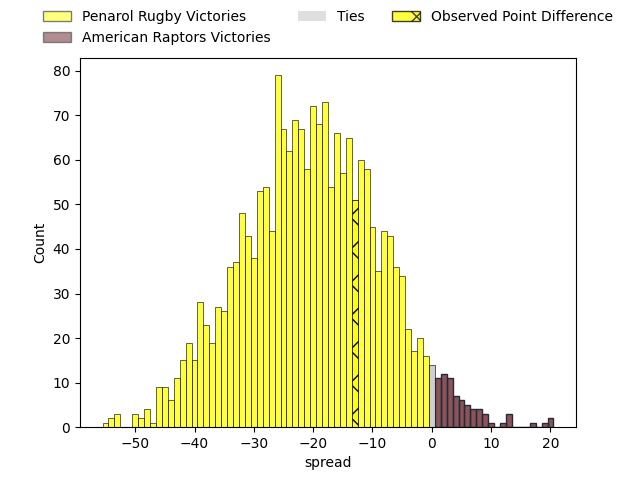 Penarol Rugby Victories
American Raptors Victories
Ties
Observed Point Difference
Count
80
70
60
50
40
30
20
10
0
−50 −40 −30 −20 −10 0 10 20
spread